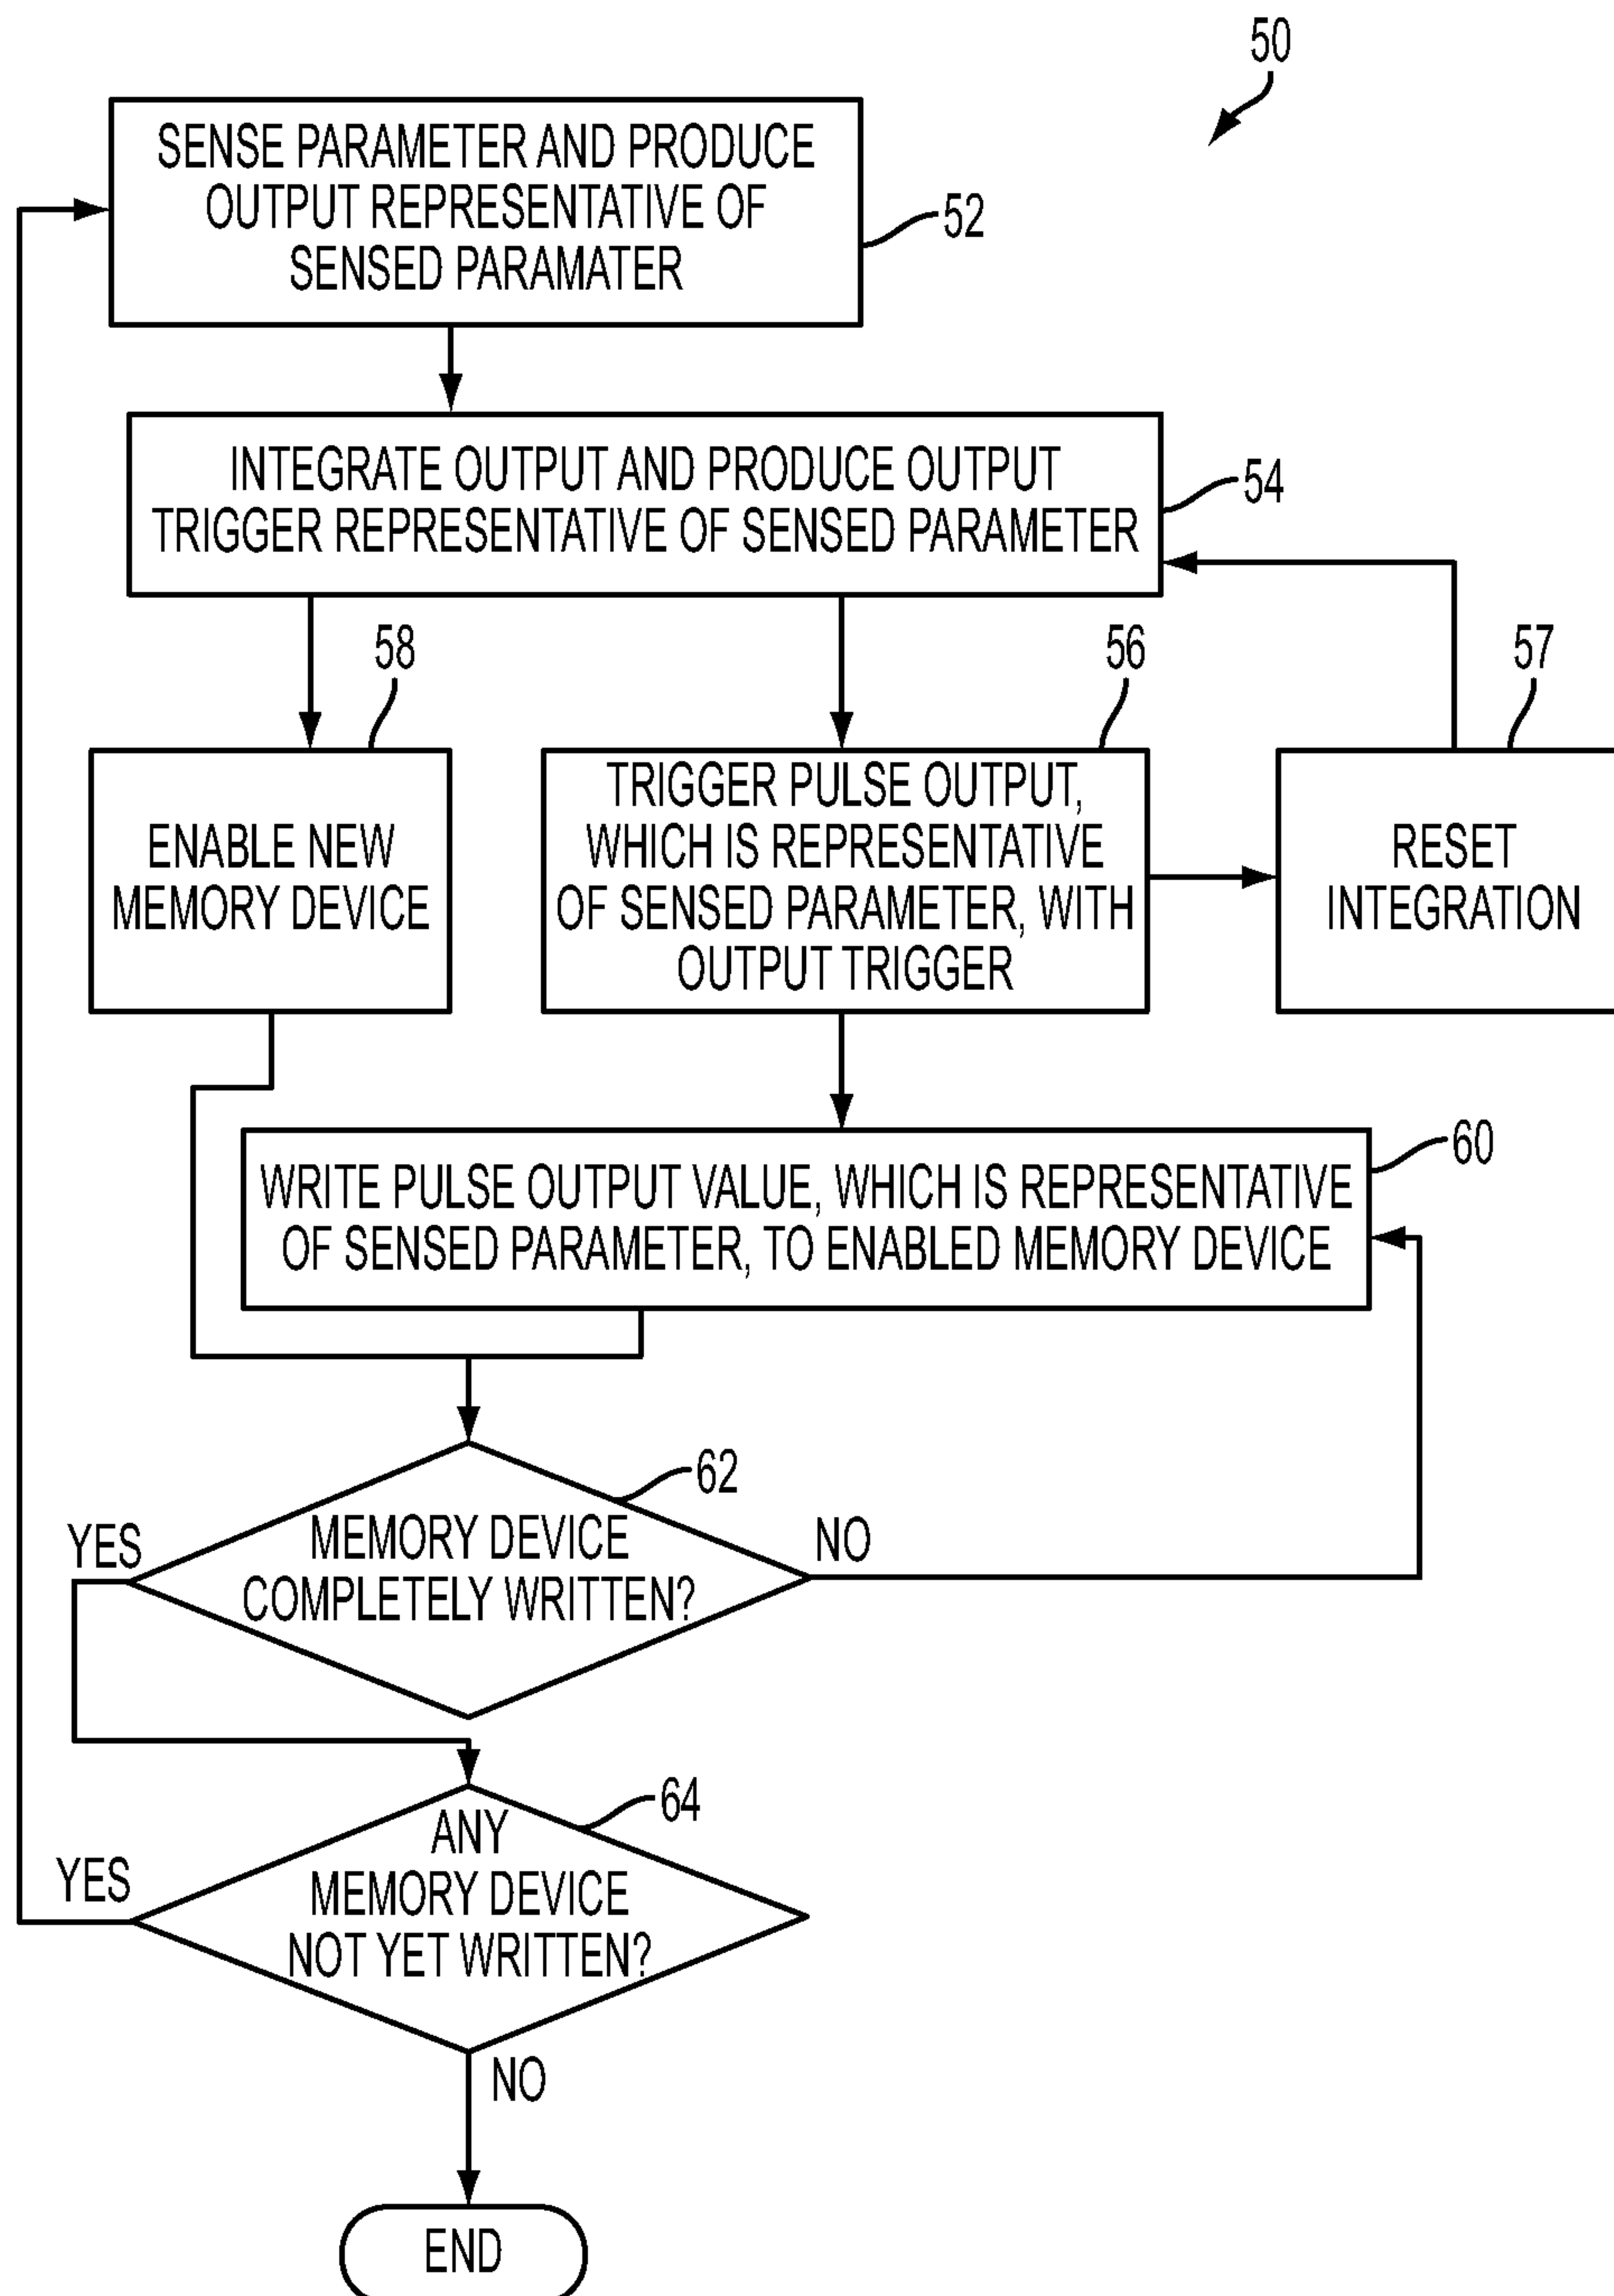 50
SENSE PARAMETER AND PRODUCE
OUTPUT REPRESENTATIVE OF
SENSED PARAMATER
52
INTEGRATE OUTPUT AND PRODUCE OUTPUT
TRIGGER REPRESENTATIVE OF SENSED PARAMETER
54
58
56
57
ENABLE NEW
MEMORY DEVICE
TRIGGER PULSE OUTPUT,
WHICH IS REPRESENTATIVE
OF SENSED PARAMETER, WITH
OUTPUT TRIGGER
RESET
INTEGRATION
60
WRITE PULSE OUTPUT VALUE, WHICH IS REPRESENTATIVE
OF SENSED PARAMETER, TO ENABLED MEMORY DEVICE
62
YES
MEMORY DEVICE
COMPLETELY WRITTEN?
NO
64
YES
ANY
MEMORY DEVICE
NOT YET WRITTEN?
NO
END